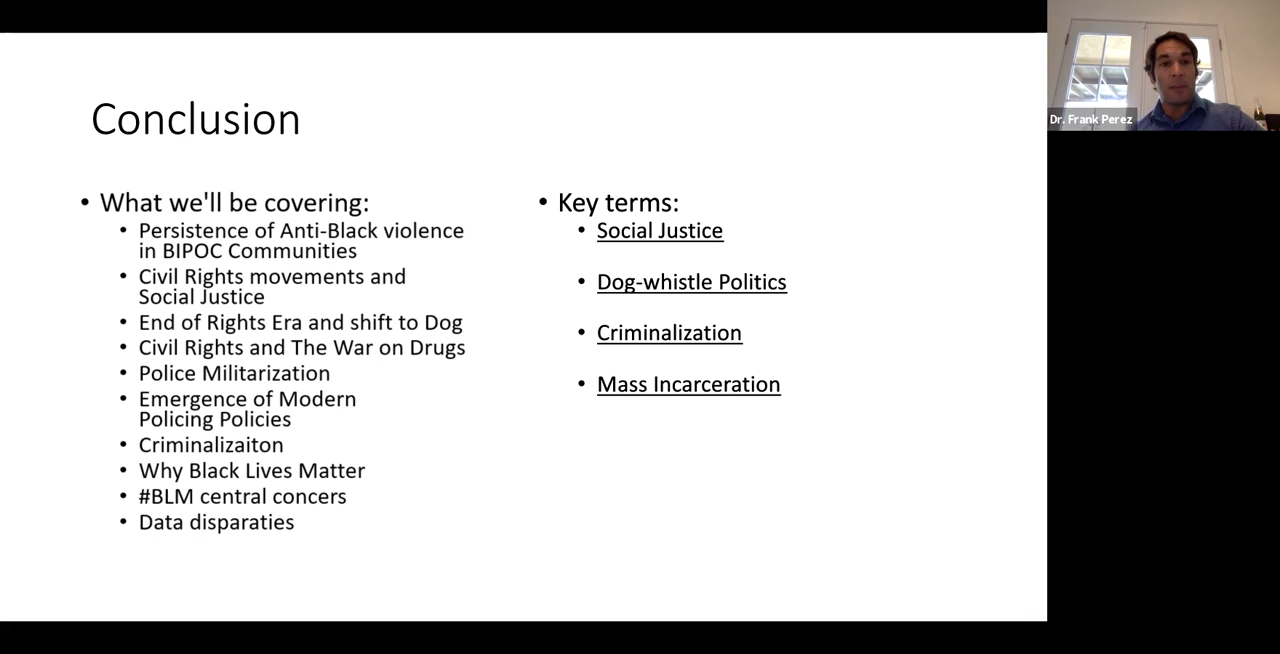 Conclusion
What we'll be covering:
Persistence of Anti-Black violence
in BIPOC Communities
Civil Rights movements and
Social Justice
End of Rights Era and shift to Dog
Civil Rights and The War on Drugs
Police Militarization
Emergence of Modern
Policing Policies
Criminalizaiton
Why Black Lives Matter
#BLM central concers
Data disparaties
Key terms:
Social Justice
Dog-whistle Politics
Criminalization
Mass Incarceration
Dr. Frank Perez